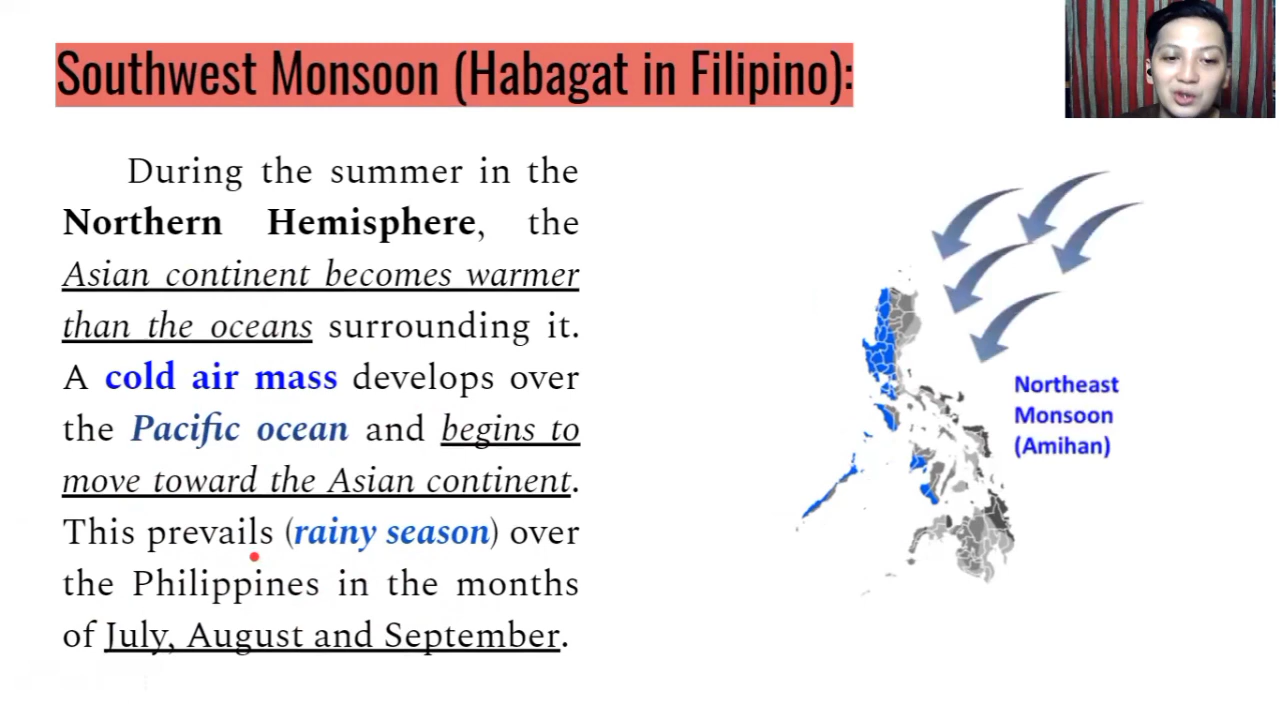 Southwest Monsoon (Habagat in Filipino):
During the summer in the
Northern Hemisphere, the
Asian continent becomes warmer
than the oceans surrounding it.
A cold air mass develops over
the Pacific ocean and begins to
move toward the Asian continent.
This prevails (rainy season) over
the Philippines in the months
of July, August and September.
Northeast
Monsoon
(Amihan)